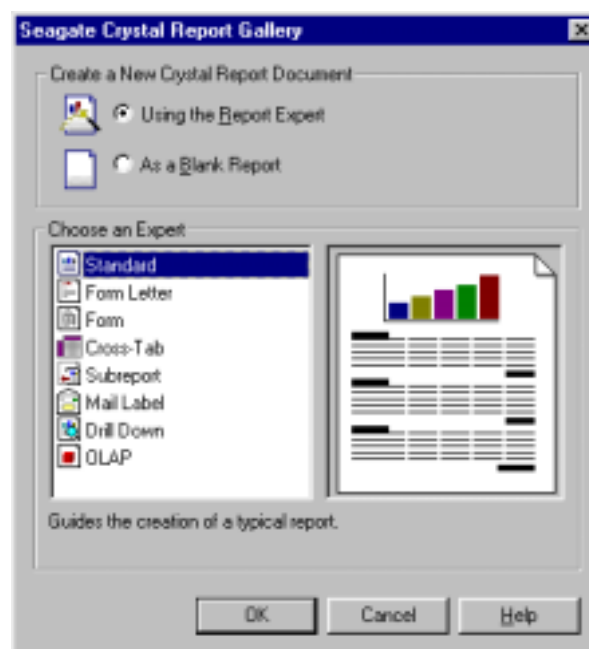 Seagate Crystal Report Gallery
Create a New Crystal Report Document
Using the Report Expert
As a Blank Report
Choose an Expert
Standard
Form Letter
Form
Cross-Tab
Subreport
Mail Label
Drill Down
OLAP
Guides the creation of a typical report.
OK Cancel Help